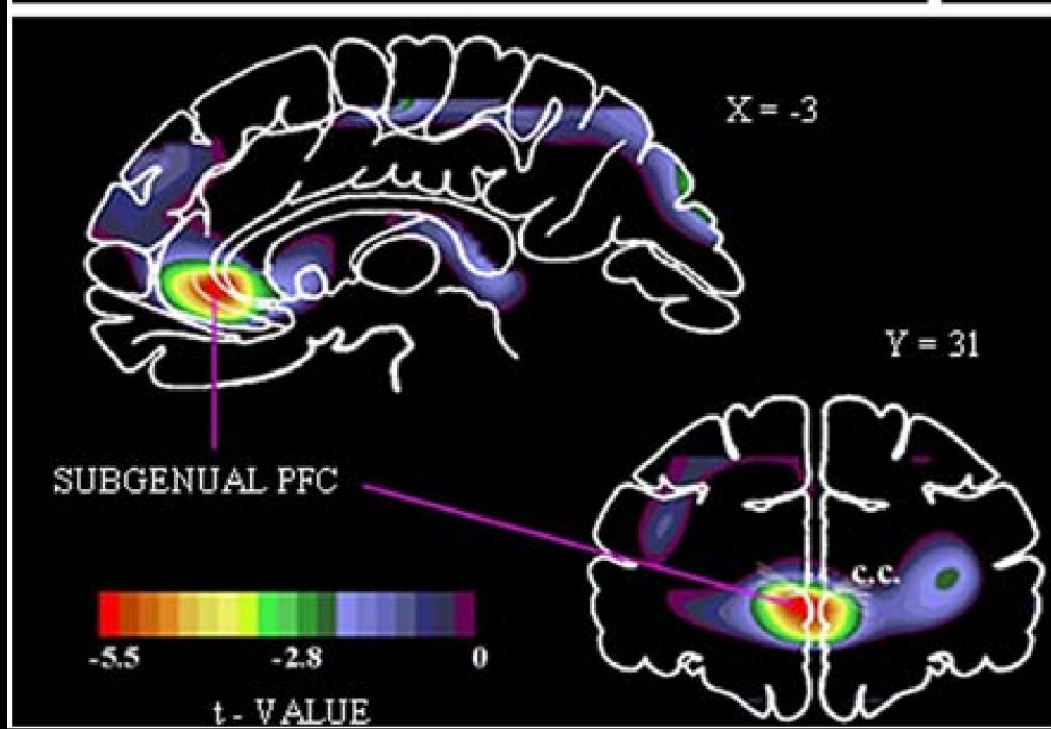 X = -3
Y = 31
SUBGENUAL PFC
c.c.
-5.5 -2.8 0
t - VALUE